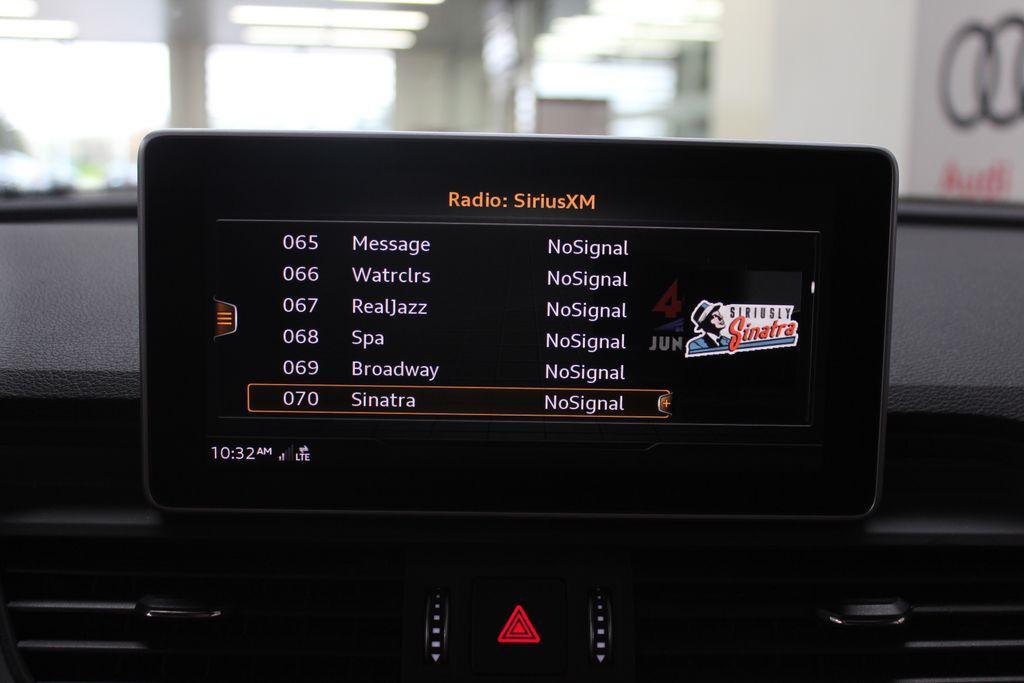 Radio: SiriusXM
065 Message NoSignal
066 Watrclrs NoSignal
067 RealJazz NoSignal
068 Spa NoSignal
069 Broadway NoSignal
070 Sinatra NoSignal
4
JUN
SIRIUSLY
Sinatra
10:32AM LTE
Audi